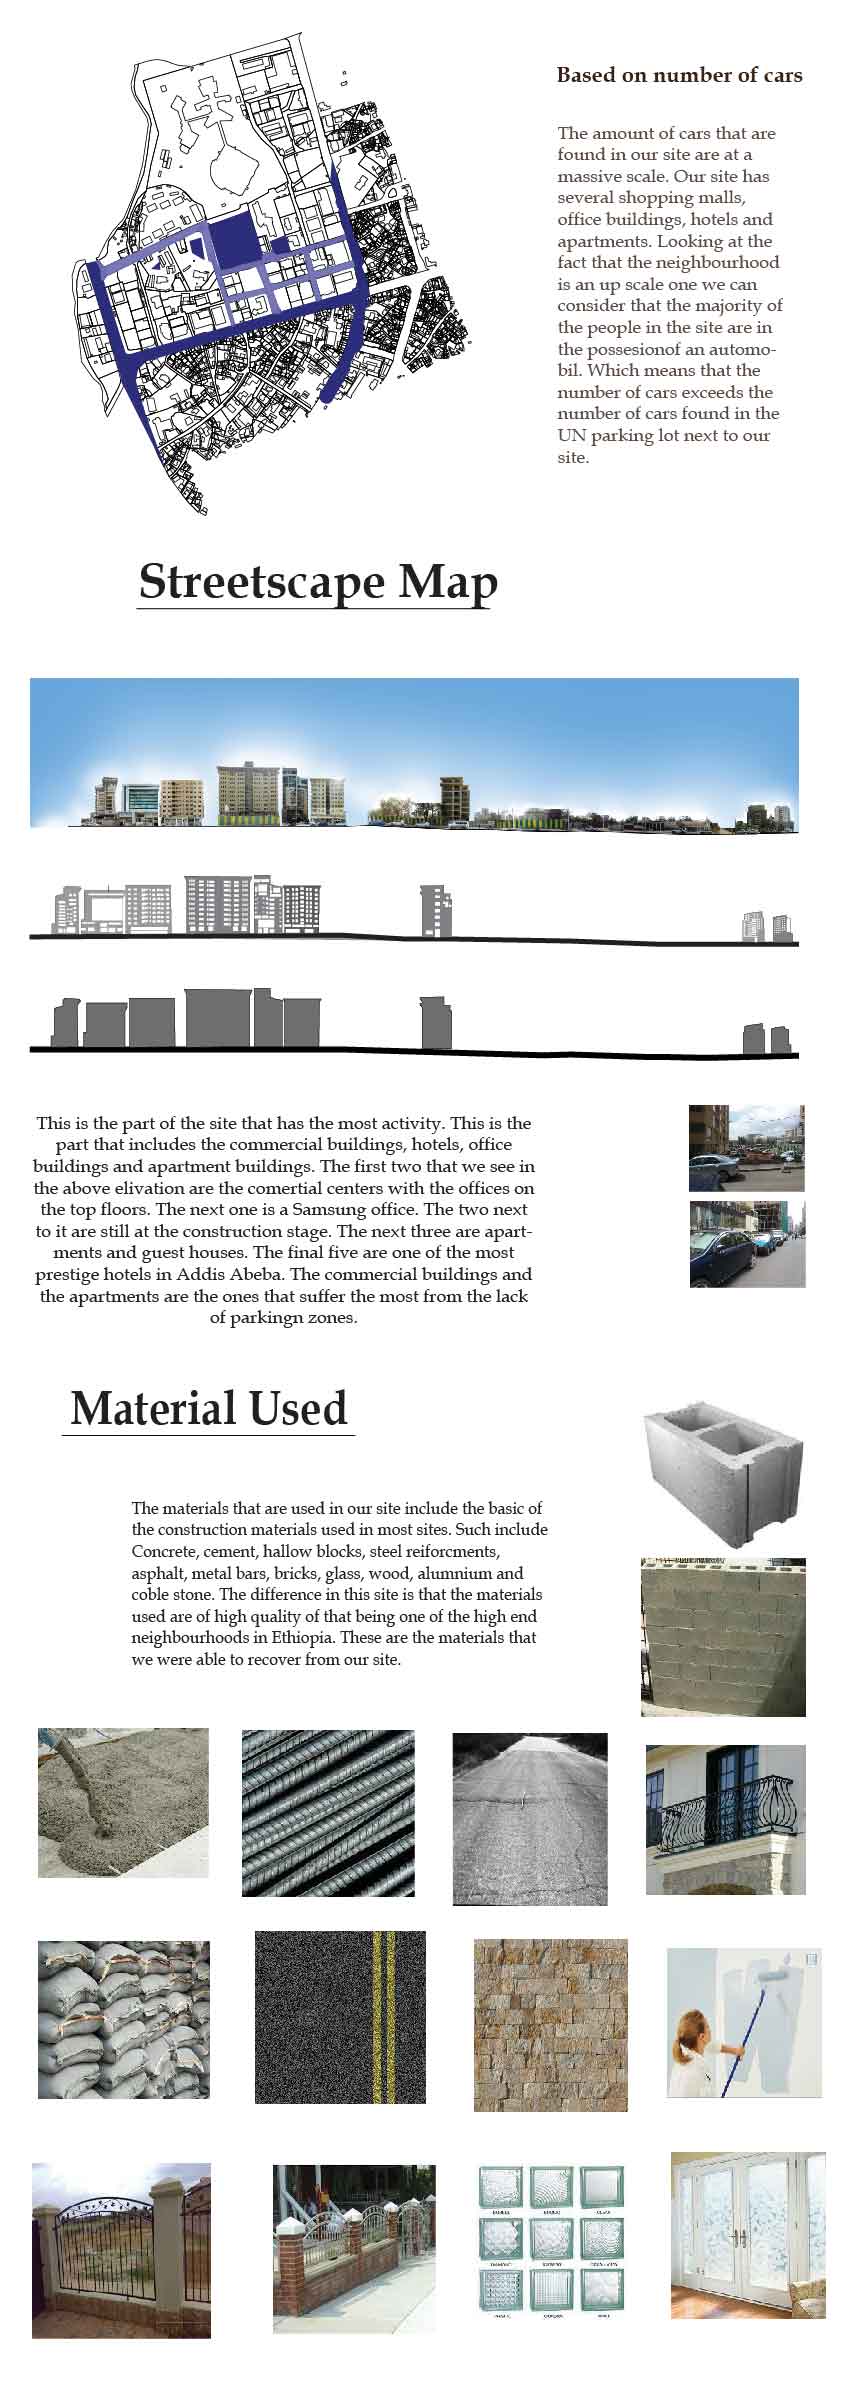 Based on number of cars
The amount of cars that are
found in our site are at a
massive scale. Our site has
several shopping malls,
office buildings, hotels and
apartments. Looking at the
fact that the neighbourhood
is an up scale one we can
consider that the majority of
the people in the site are in
the possesionof an automo-
bil. Which means that the
number of cars exceeds the
number of cars found in the
UN parking lot next to our
site.
Streetscape Map
This is the part of the site that has the most activity. This is the
part that includes the commercial buildings, hotels, office
buildings and apartment buildings. The first two that we see in
the above elivation are the comertial centers with the offices on
the top floors. The next one is a Samsung office. The two next
to it are still at the construction stage. The next three are apart-
ments and guest houses. The final five are one of the most
prestige hotels in Addis Abeba. The commercial buildings and
the apartments are the ones that suffer the most from the lack
of parkingn zones.
Material Used
The materials that are used in our site include the basic of
the construction materials used in most sites. Such include
Concrete, cement, hallow blocks, steel reiforcments,
asphalt, metal bars, bricks, glass, wood, alumnium and
coble stone. The difference in this site is that the materials
used are of high quality of that being one of the high end
neighbourhoods in Ethiopia. These are the materials that
we were able to recover from our site.